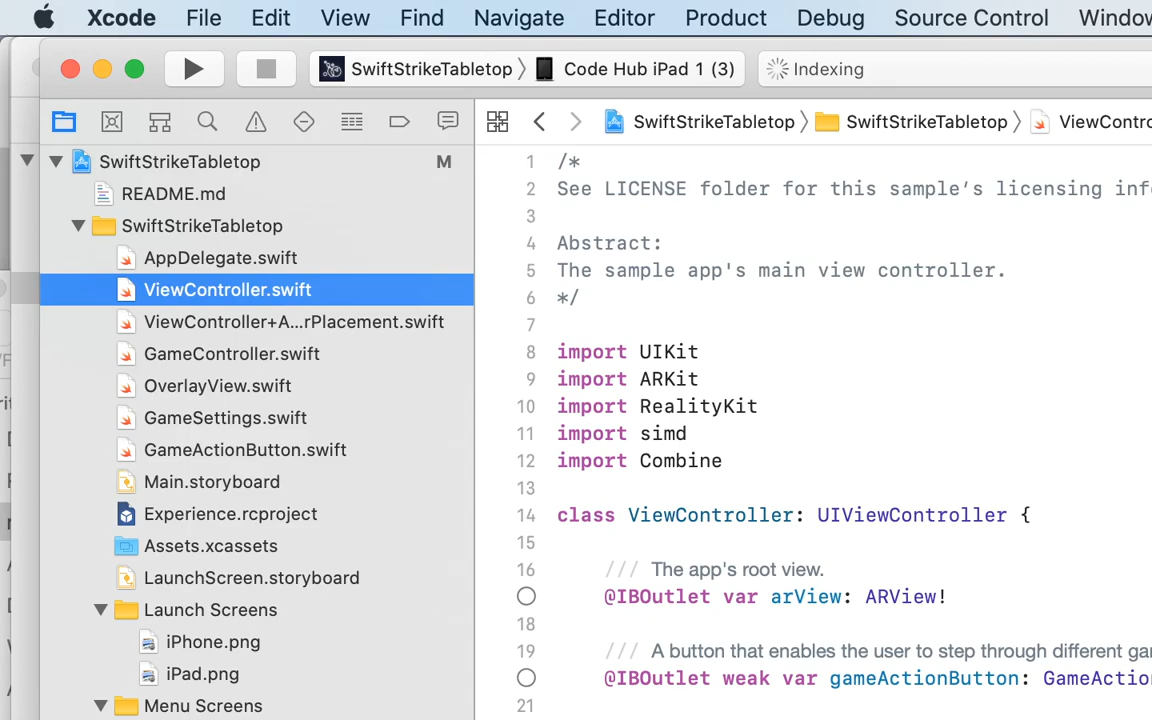 Xcode File Edit View Find Navigate Editor Product Debug Source Control Window
SwiftStrikeTabletop Code Hub iPad 1 (3) Indexing
SwiftStrikeTabletop SwiftStrikeTabletop ViewContro
SwiftStrikeTabletop M
README.md
SwiftStrikeTabletop
AppDelegate.swift
ViewController.swift
ViewController+A...rPlacement.swift
GameController.swift
OverlayView.swift
GameSettings.swift
GameActionButton.swift
Main.storyboard
Experience.rcproject
Assets.xcassets
LaunchScreen.storyboard
Launch Screens
iPhone.png
iPad.png
Menu Screens
1 /*
2 See LICENSE folder for this sample’s licensing info
3
4 Abstract:
5 The sample app's main view controller.
6 */
7
8 import UIKit
9 import ARKit
10 import RealityKit
11 import simd
12 import Combine
13
14 class ViewController: UIViewController {
15
16 /// The app's root view.
@IBOutlet var arView: ARView!
18
19 /// A button that enables the user to step through different ga
@IBOutlet weak var gameActionButton: GameActio
21